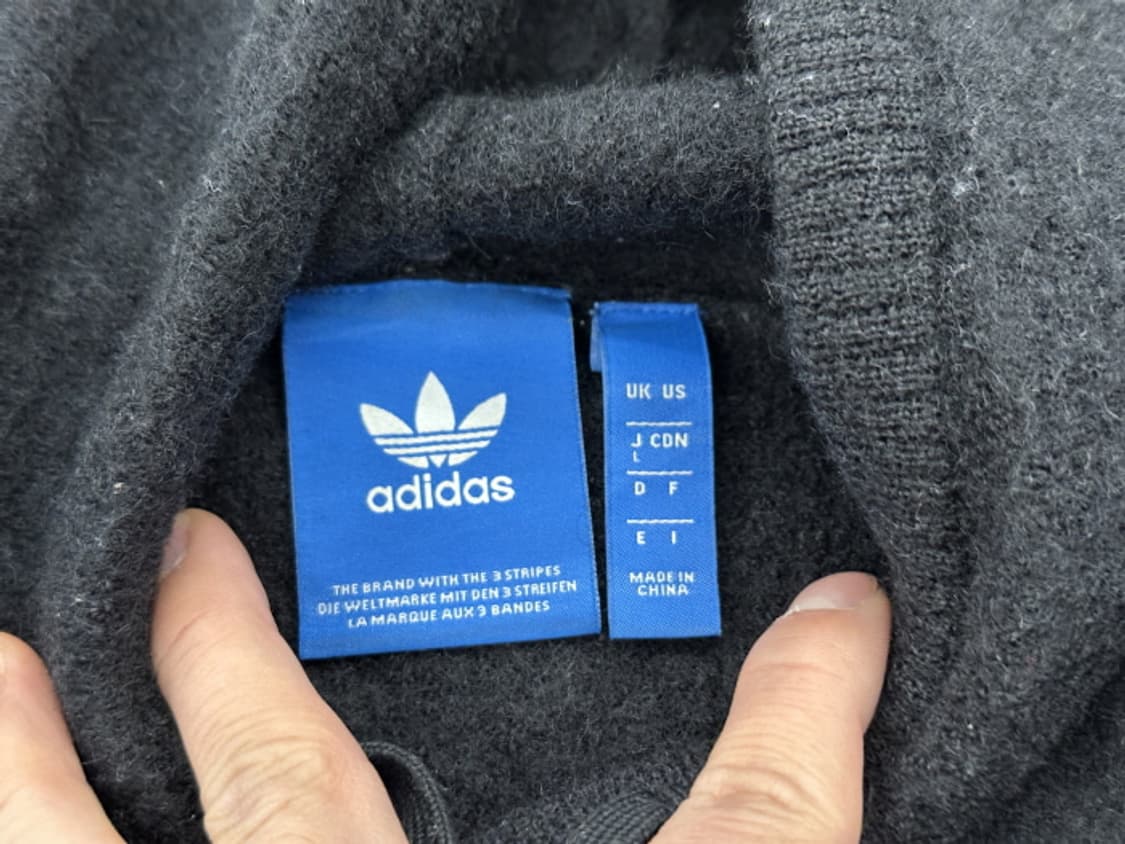 adidas
THE BRAND WITH THE 3 STRIPES
DIE WELTMARKE MIT DEN 3 STREIFEN
LA MARQUE AUX 3 BANDES
UK US
J CDN
L
D F
E I
MADE IN
CHINA